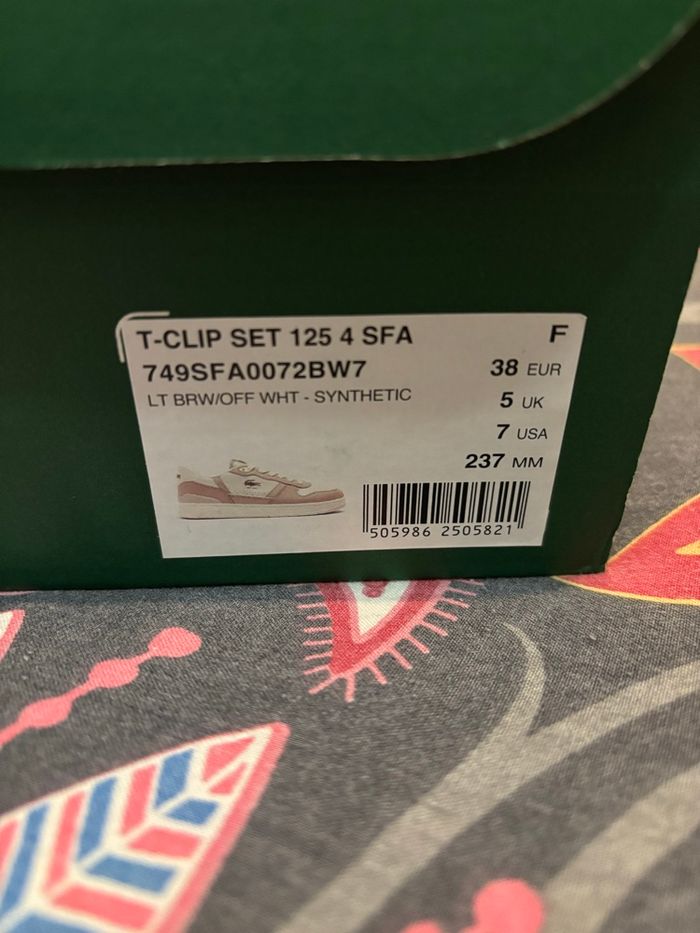 T-CLIP SET 125 4 SFA F
749SFA0072BW7 38 EUR
LT BRW/OFF WHT - SYNTHETIC 5 UK
7 USA
237 MM
505986 2505821